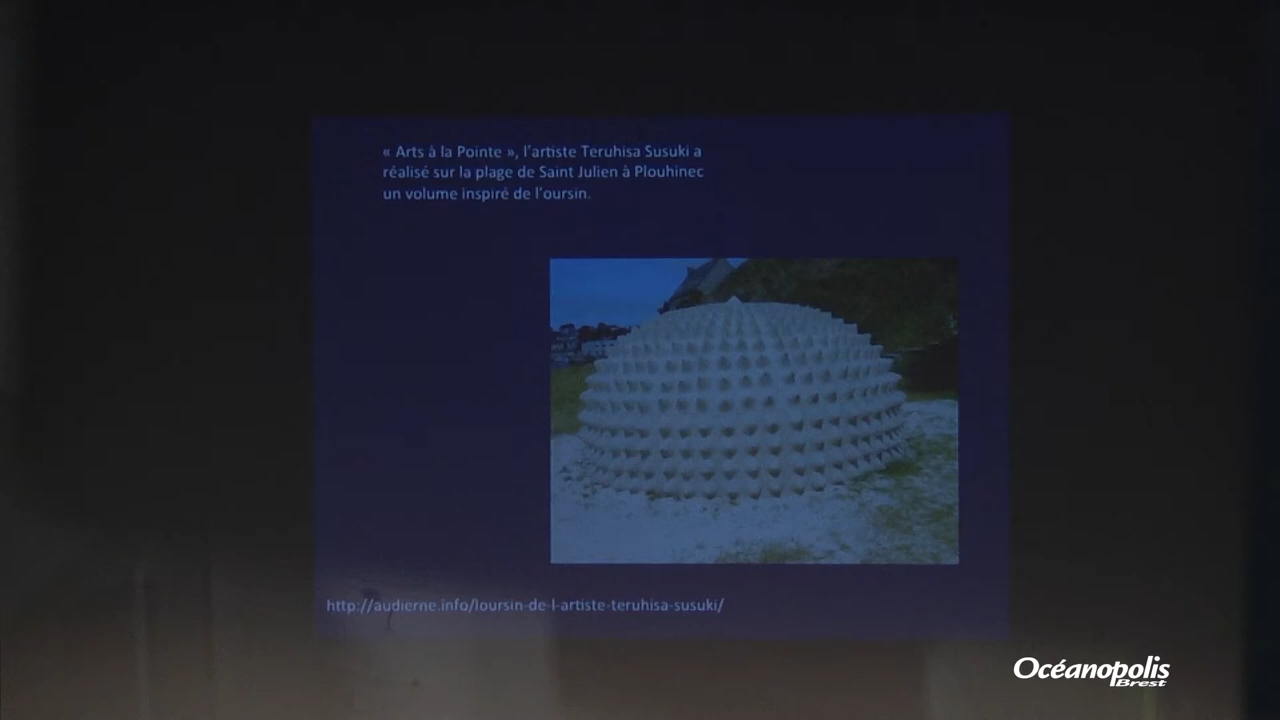 « Arts à la Pointe », l'artiste Teruhisa Susuki a
réalisé sur la plage de Saint Julien à Plouhinec
un volume inspiré de l'oursin.
http://audierne.info/loursin-de-l-artiste-teruhisa-susuki/
Océanopolis
Brest